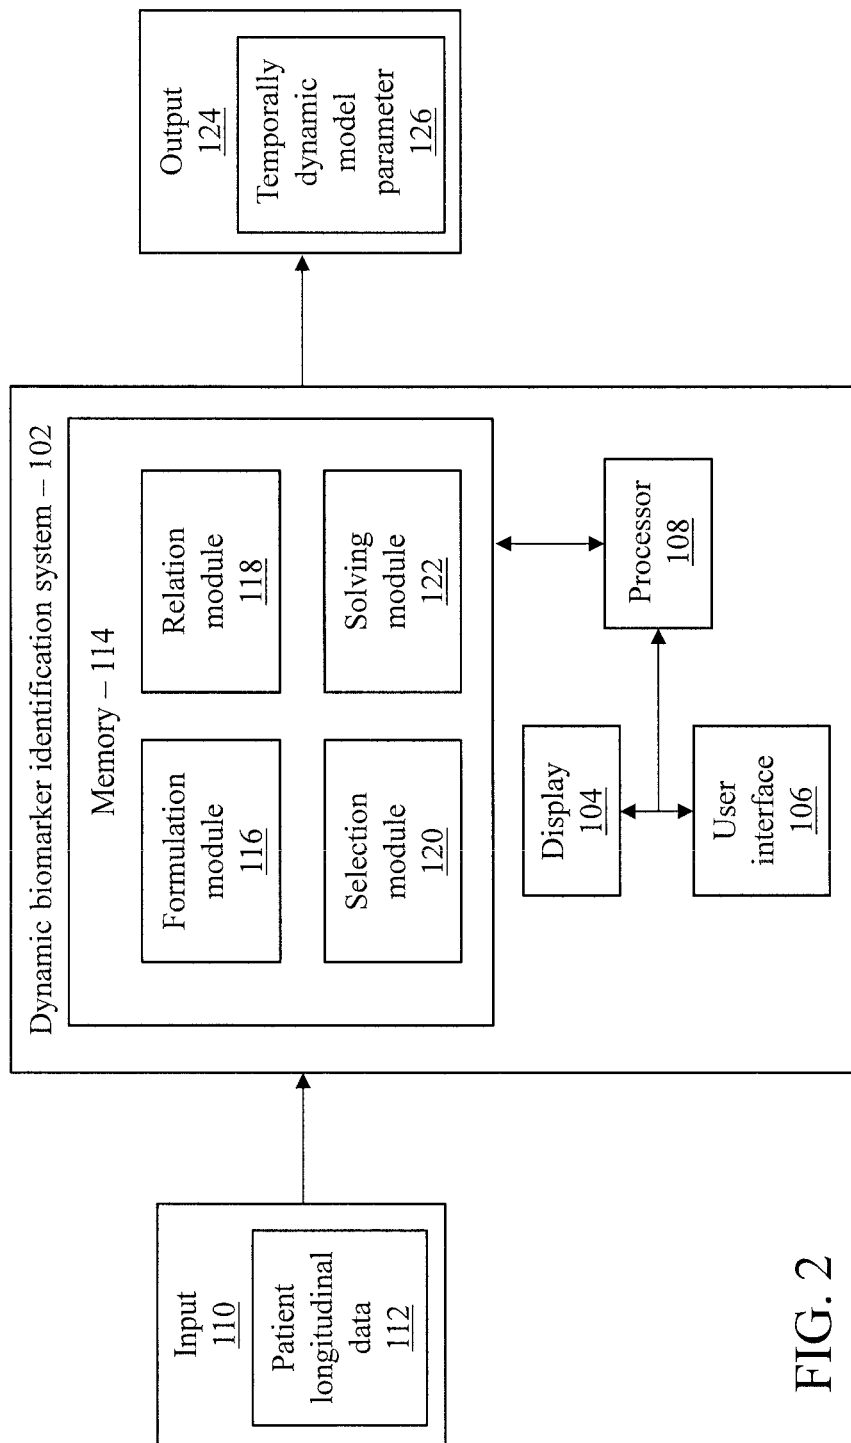 Dynamic biomarker identification system – 102
Input
110
Patient
longitudinal
data
112
Memory – 114
Formulation
module
116
Relation
module
118
Selection
module
120
Solving
module
122
Display
104
User
interface
106
Processor
108
Output
124
Temporally
dynamic
model
parameter
126
FIG. 2